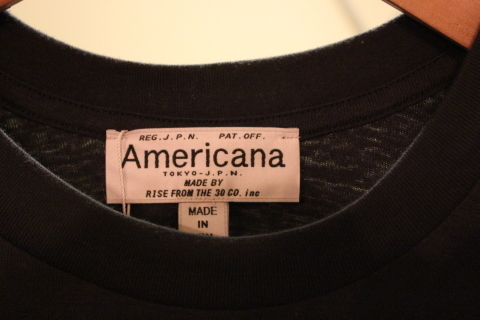 REG. J. P. N. PAT. OFF.
Americana
TOKYO-J.P.N.
MADE BY
RISE FROM THE 30 CO. inc
MADE
IN